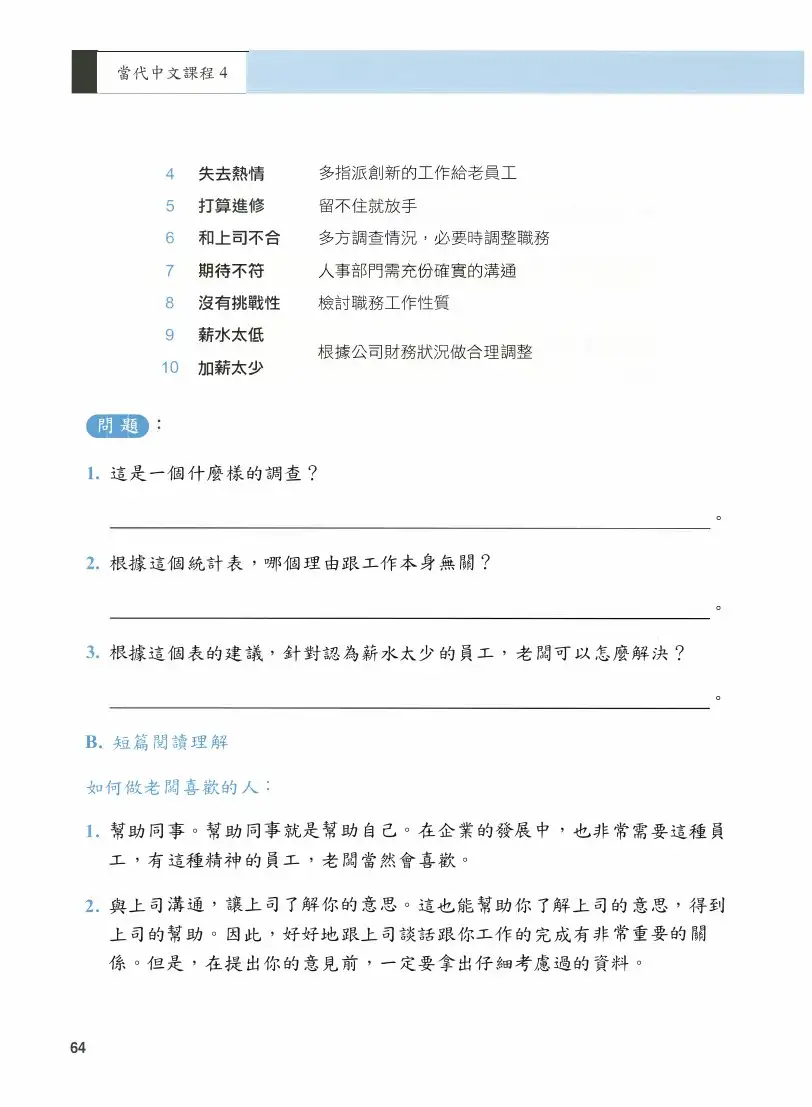 當代中文課程 4
4 失去熱情 多指派創新的工作給老員工
5 打算進修 留不住就放手
6 和上司不合 多方調查情況，必要時調整職務
7 期待不符 人事部門需充份確實的溝通
8 沒有挑戰性 檢討職務工作性質
9 薪水太低
根據公司財務狀況做合理調整
10 加薪太少
問題：
1. 這是一個什麼樣的調查？
。
2. 根據這個統計表，哪個理由跟工作本身無關？
。
3. 根據這個表的建議，針對認為薪水太少的員工，老闆可以怎麼解決？
。
B. 短篇閱讀理解
如何做老闆喜歡的人：
1. 幫助同事。幫助同事就是幫助自己。在企業的發展中，也非常需要這種員
工，有這種精神的員工，老闆當然會喜歡。
2. 與上司溝通，讓上司了解你的意思。這也能幫助你了解上司的意思，得到
上司的幫助。因此，好好地跟上司談話跟你工作的完成有非常重要的關
係。但是，在提出你的意見前，一定要拿出仔細考慮過的資料。
64